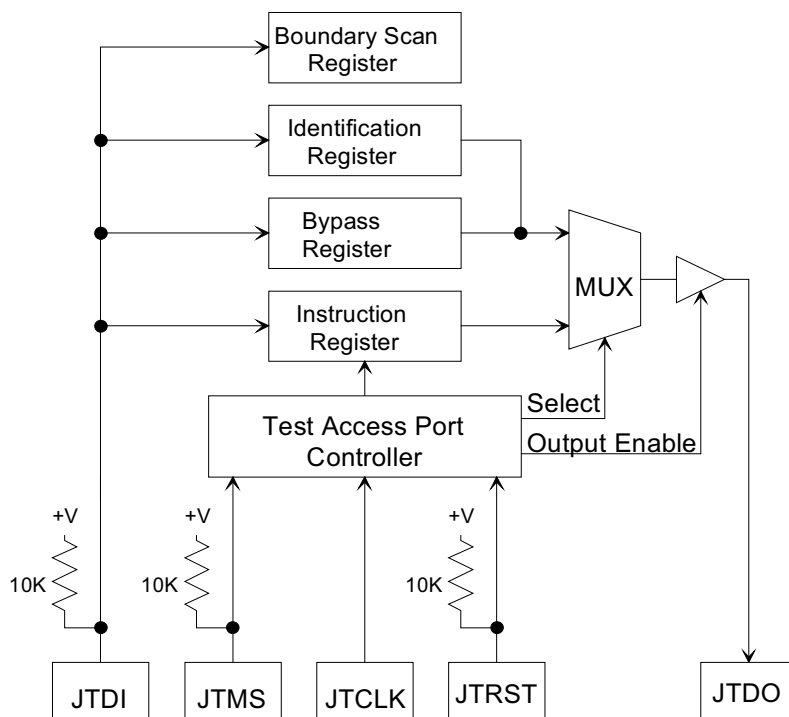 Boundary Scan
Register
Identification
Register
Bypass
Register
MUX
Instruction
Register
Select
Test Access Port
Controller
Output Enable
+V
+V
+V
10K
10K
10K
JTDI
JTMS
JTCLK
JTRST
JTDO